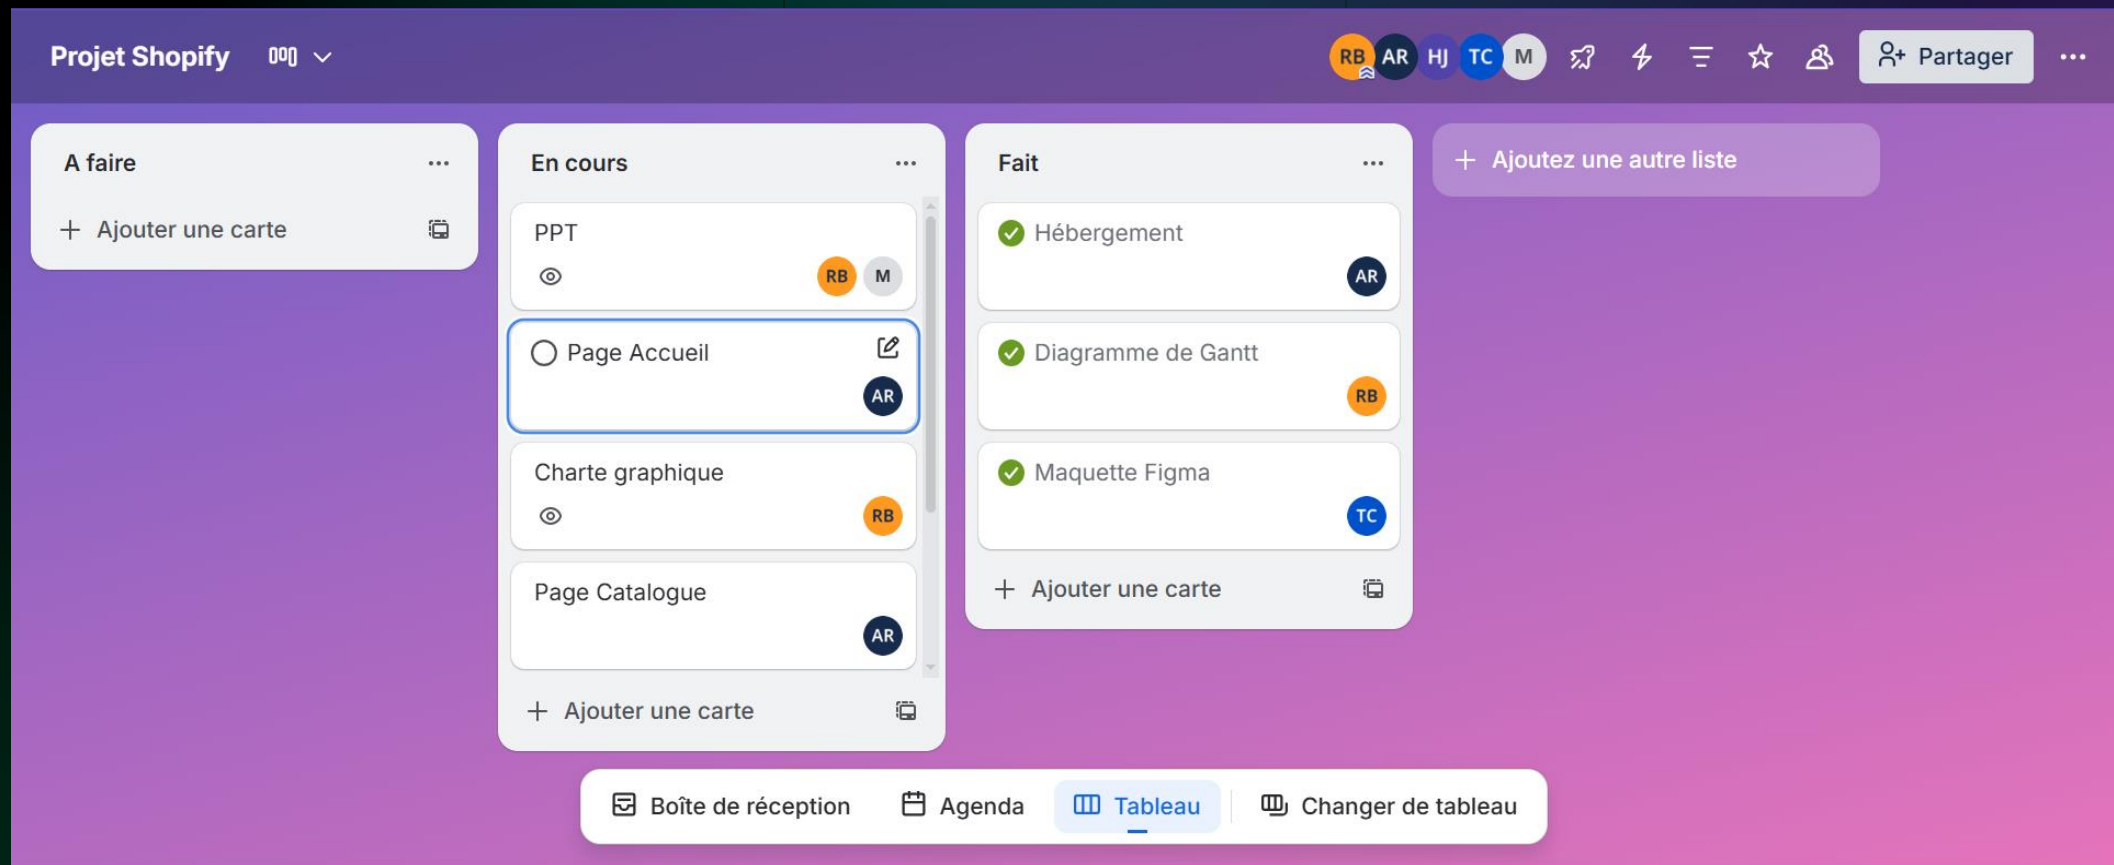 Projet Shopify
RB AR HJ TC M
Partager
A faire
Ajouter une carte
En cours
PPT
RB M
Page Accueil
AR
Charte graphique
RB
Page Catalogue
AR
Ajouter une carte
Fait
Hébergement
AR
Diagramme de Gantt
RB
Maquette Figma
TC
Ajouter une carte
Ajoutez une autre liste
Boîte de réception
Agenda
Tableau
Changer de tableau